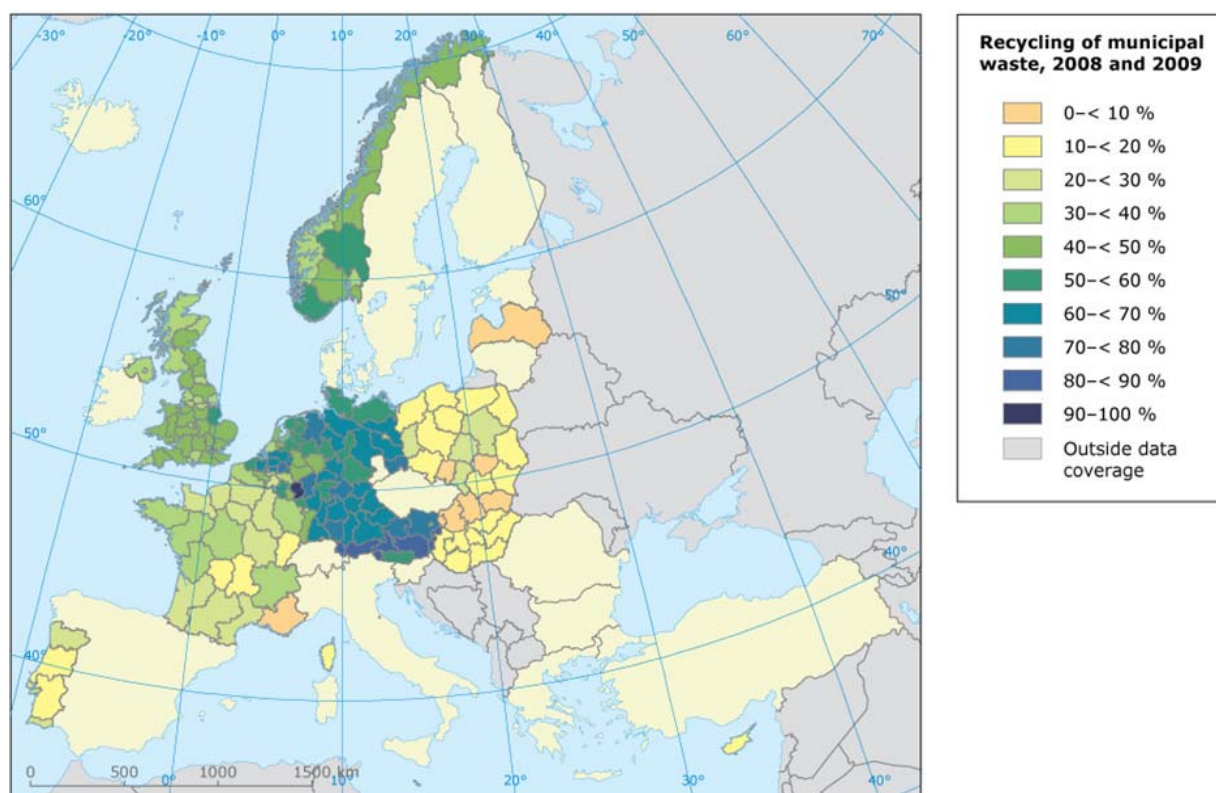 -30°
-20°
-10°
0°
10°
20°
30°
40°
50°
60°
70°
60°
50°
40°
50°
40°
0
500
1000
1500 km
0°
10°
20°
30°
40°
Recycling of municipal
waste, 2008 and 2009
0–< 10 %
10–< 20 %
20–< 30 %
30–< 40 %
40–< 50 %
50–< 60 %
60–< 70 %
70–< 80 %
80–< 90 %
90–100 %
Outside data
coverage